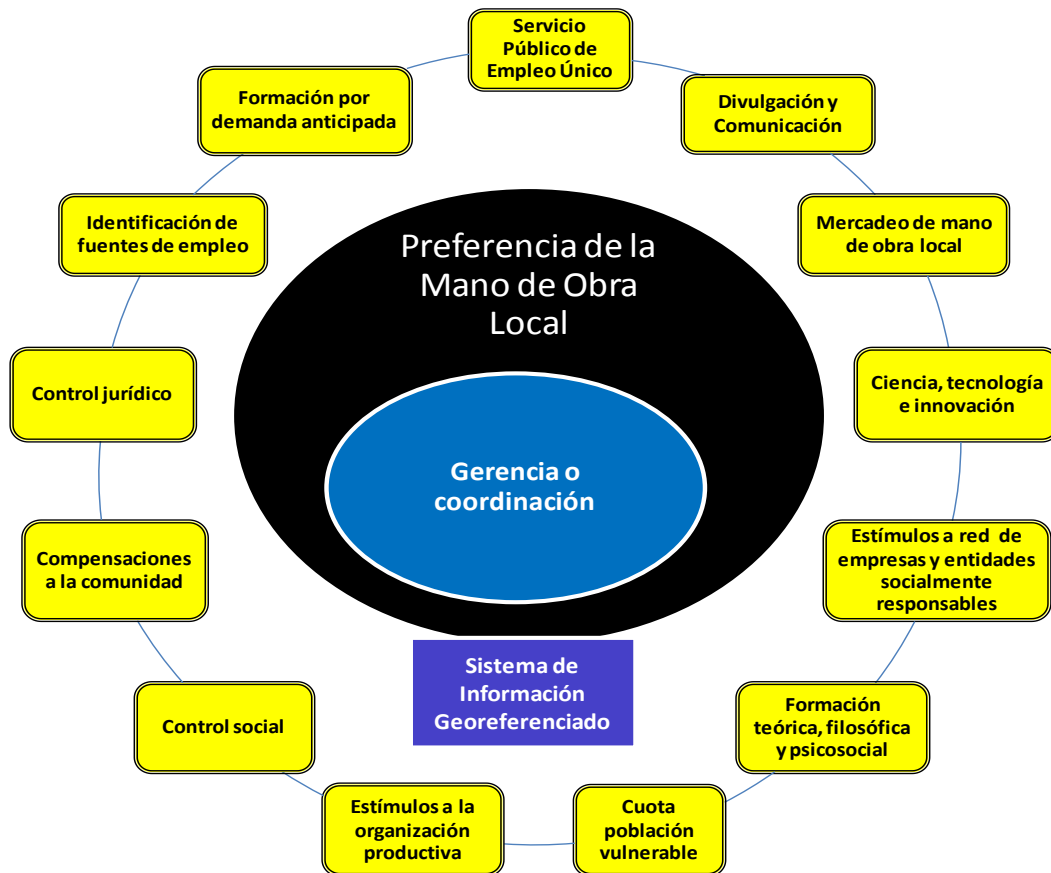 Servicio
Público de
Empleo Único
Divulgación y
Comunicación
Mercadeo de mano
de obra local
Ciencia, tecnología
e innovación
Estímulos a red de
empresas y entidades
socialmente
responsables
Formación
teórica, filosófica
y psicosocial
Cuota
población
vulnerable
Estímulos a la
organización
productiva
Control social
Compensaciones
a la comunidad
Control jurídico
Identificación de
fuentes de empleo
Formación por
demanda anticipada
Preferencia de la
Mano de Obra
Local
Gerencia o
coordinación
Sistema de
Información
Georeferenciado